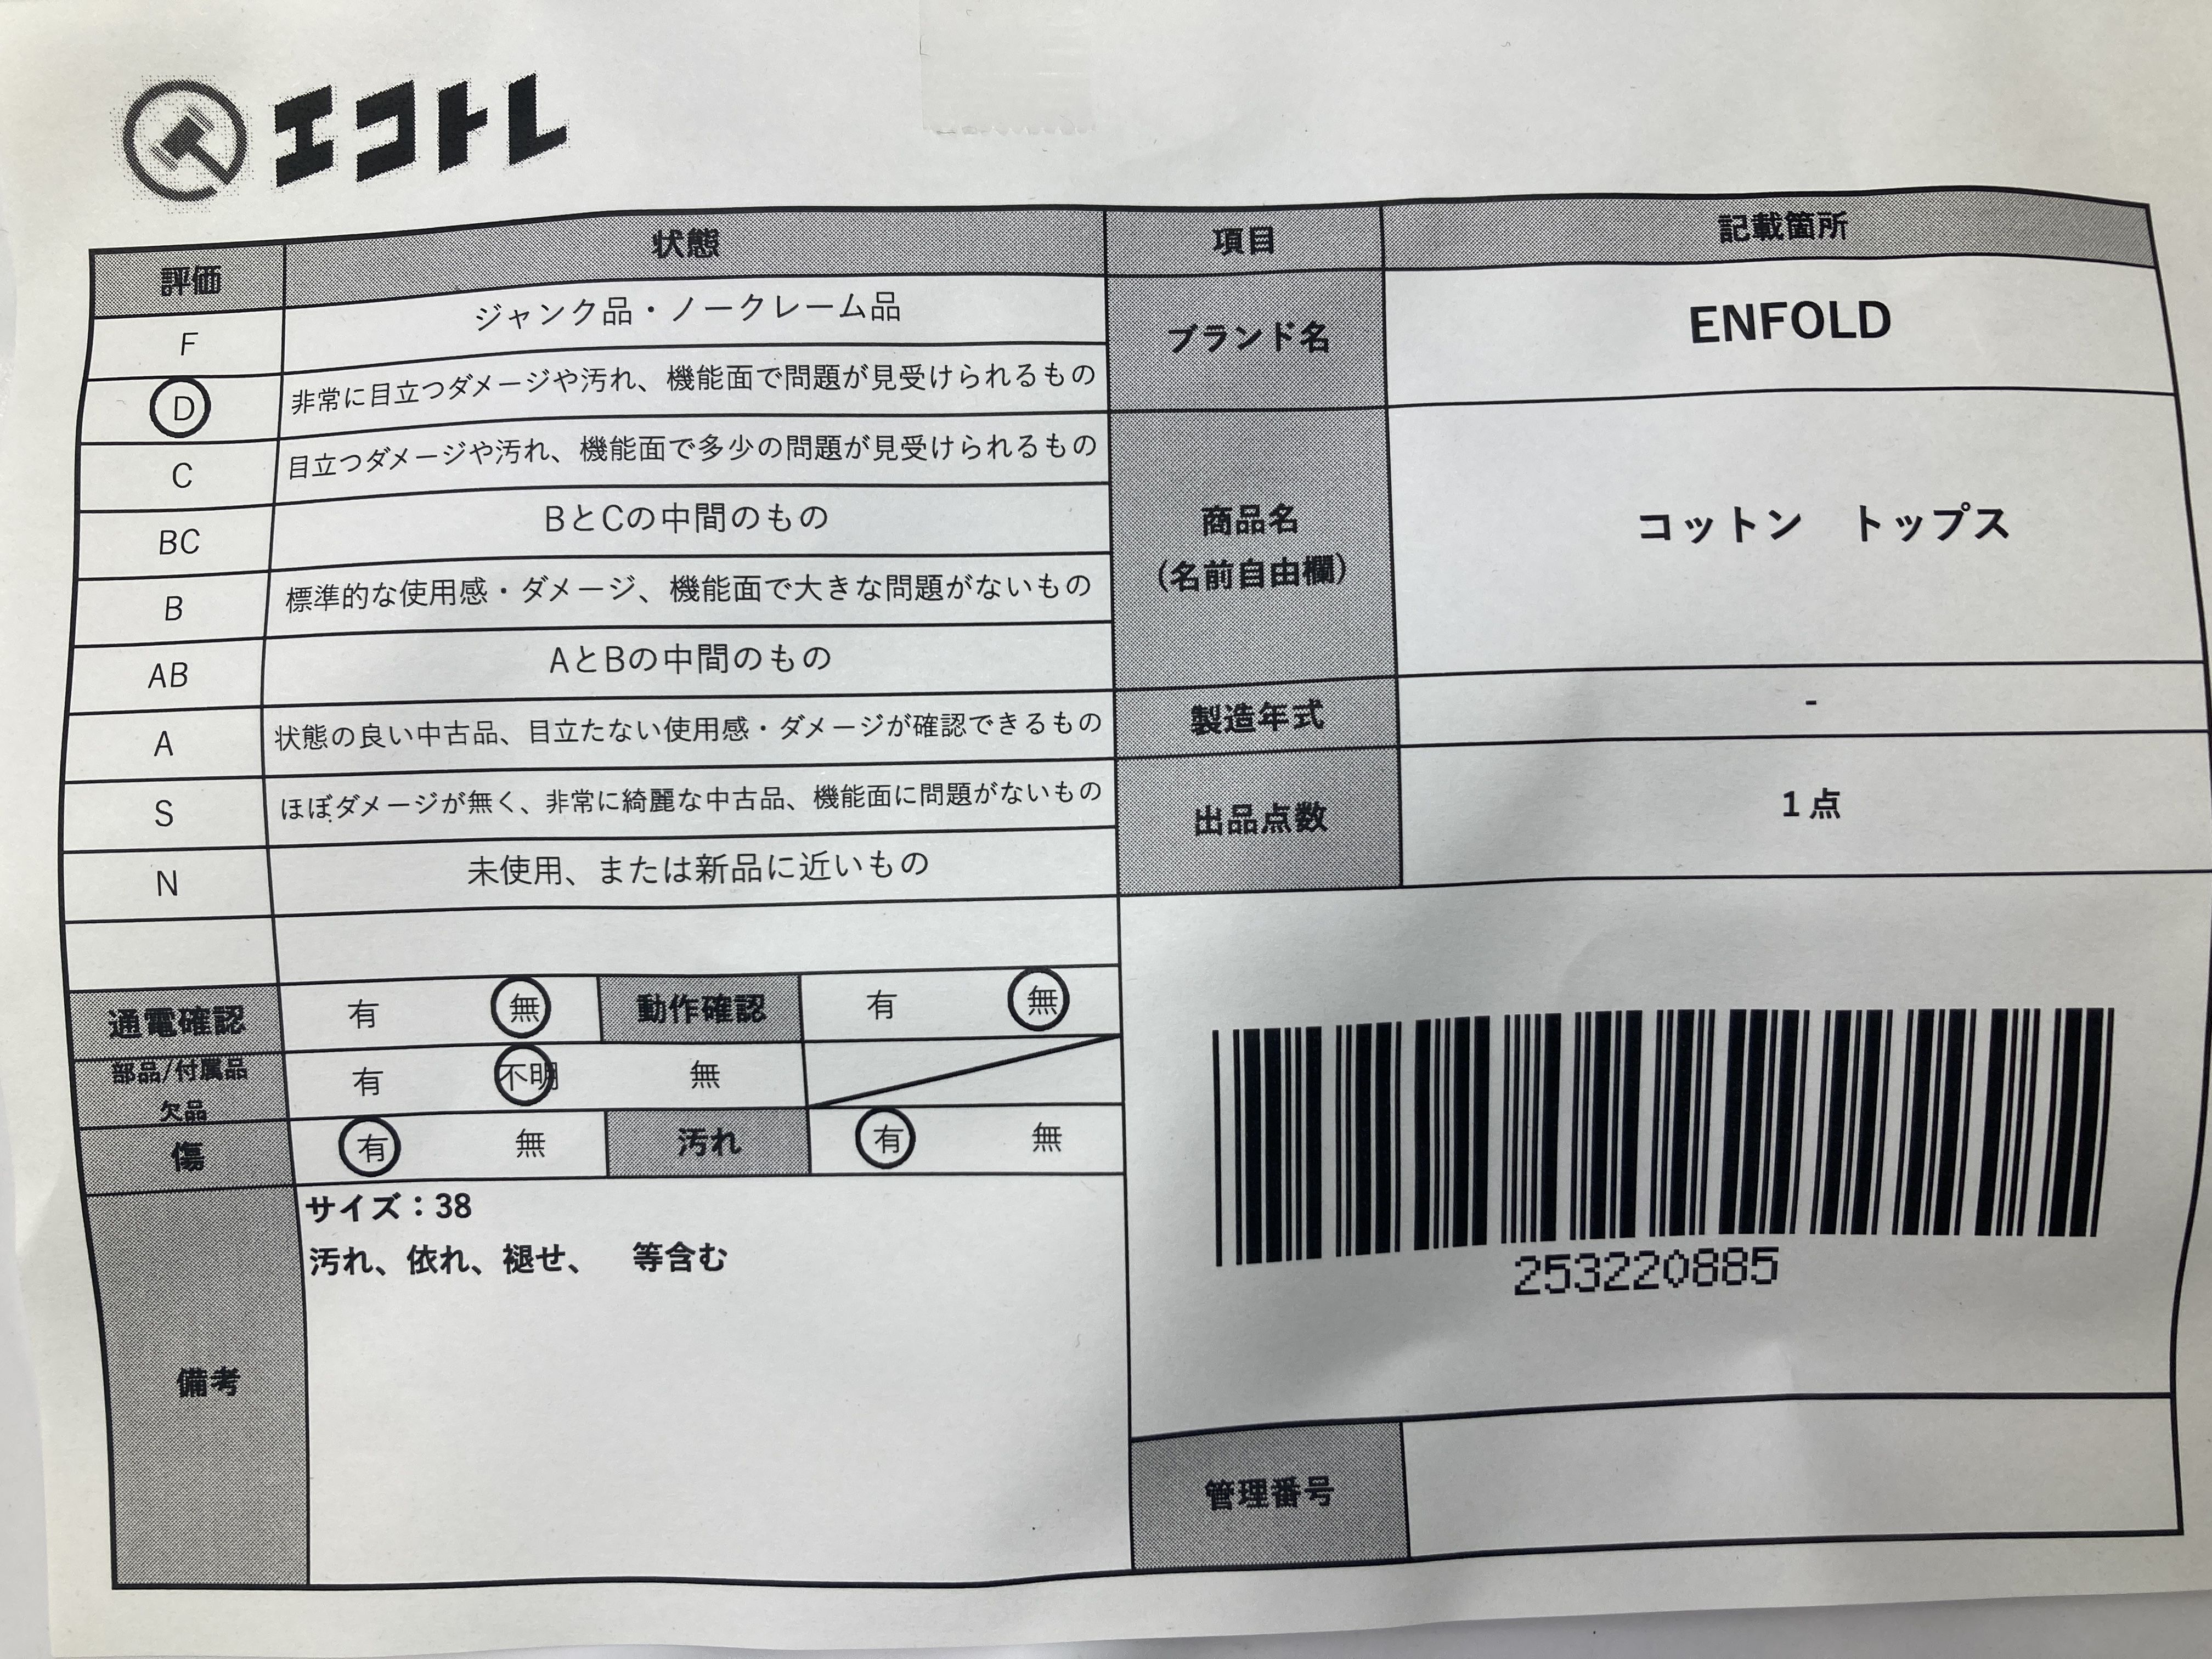 エコトレ
評価 状態
F ジャンク品・ノークレーム品
D 非常に目立つダメージや汚れ、機能面で問題が見受けられるもの
C 目立つダメージや汚れ、機能面で多少の問題が見受けられるもの
BC BとCの中間のもの
B 標準的な使用感・ダメージ、機能面で大きな問題がないもの
AB AとBの中間のもの
A 状態の良い中古品、目立たない使用感・ダメージが確認できるもの
S ほぼダメージが無く、非常に綺麗な中古品、機能面に問題がないもの
N 未使用、または新品に近いもの
通電確認 有 無 動作確認 有 無
部品/付属品
欠品 有 不明 無
傷 有 無 汚れ 有 無
備考
サイズ：38
汚れ、依れ、褪せ、　等含む
項目 記載箇所
ブランド名 ENFOLD
商品名
（名前自由欄） コットン　トップス
製造年式 -
出品点数 1点
253220885
管理番号